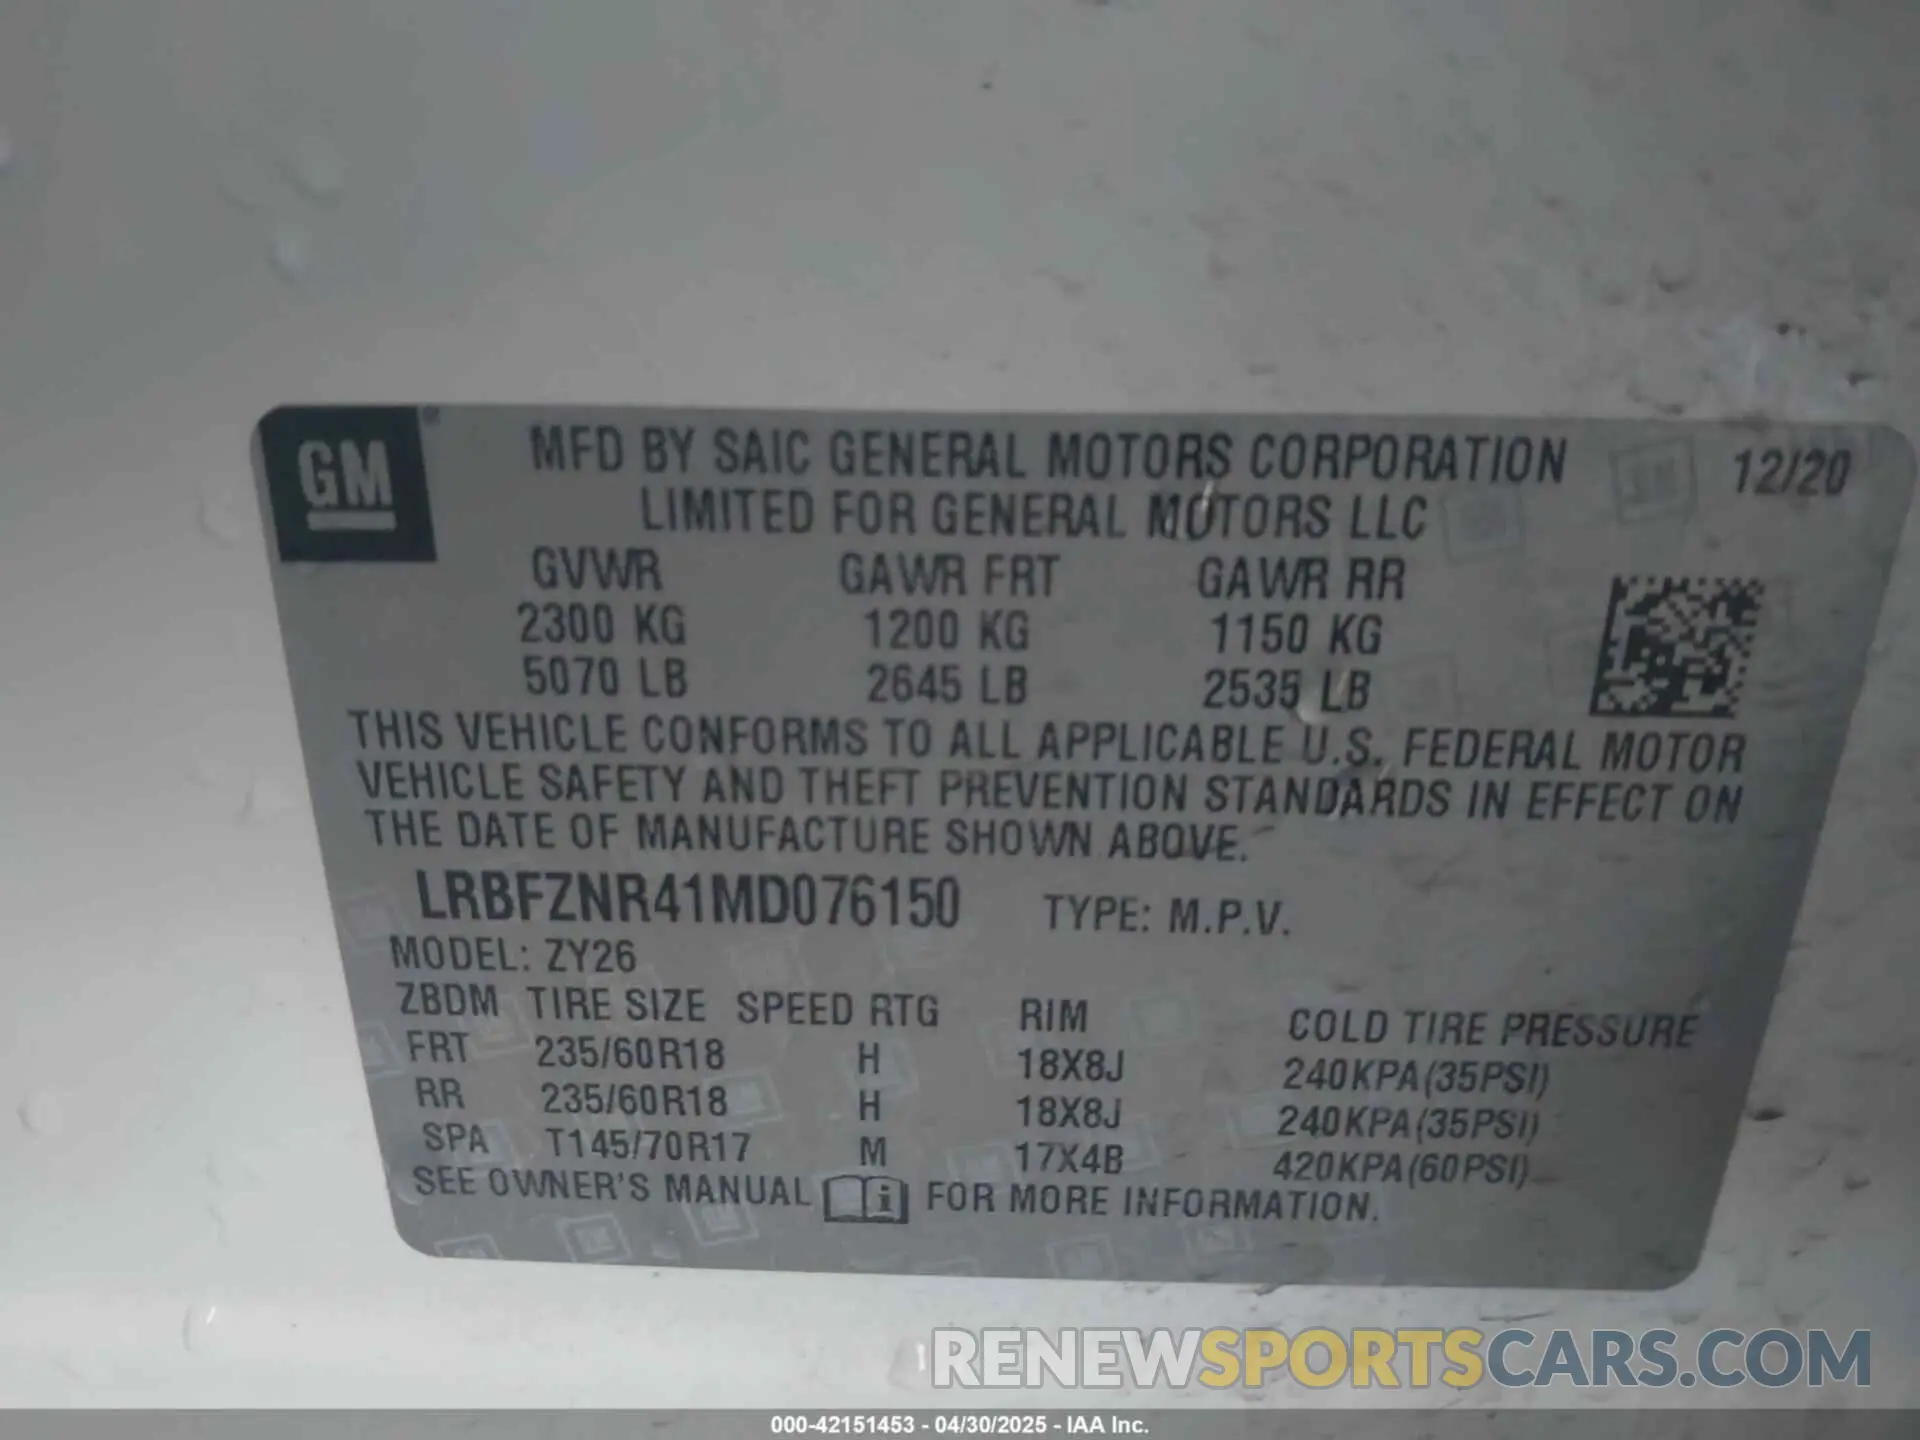 GM ®
MFD BY SAIC GENERAL MOTORS CORPORATION 12/20
LIMITED FOR GENERAL MOTORS LLC
GVWR GAWR FRT GAWR RR
2300 KG 1200 KG 1150 KG
5070 LB 2645 LB 2535 LB
THIS VEHICLE CONFORMS TO ALL APPLICABLE U.S. FEDERAL MOTOR
VEHICLE SAFETY AND THEFT PREVENTION STANDARDS IN EFFECT ON
THE DATE OF MANUFACTURE SHOWN ABOVE.
LRBFZNR41MD076150 TYPE: M.P.V.
MODEL: ZY26
ZBDM TIRE SIZE SPEED RTG RIM COLD TIRE PRESSURE
FRT 235/60R18 H 18X8J 240KPA(35PSI)
RR 235/60R18 H 18X8J 240KPA(35PSI)
SPA T145/70R17 M 17X4B 420KPA(60PSI)
SEE OWNER'S MANUAL i FOR MORE INFORMATION.
RENEWSPORTSCARS.COM
000-42151453 - 04/30/2025 - IAA Inc.